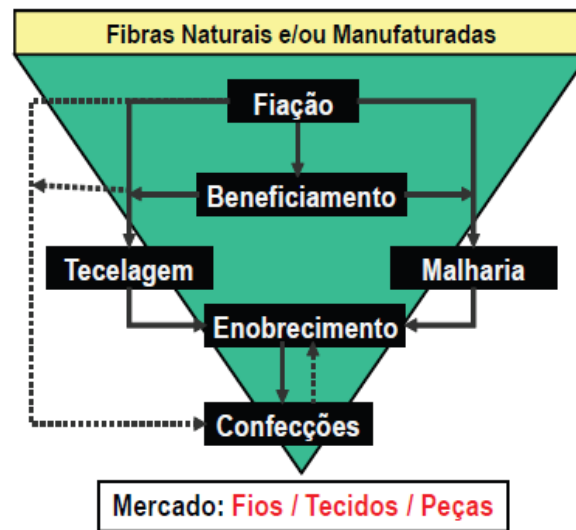 Fibras Naturais e/ou Manufaturadas
Fiação
Beneficiamento
Tecelagem
Malharia
Enobrecimento
Confecções
Mercado: Fios / Tecidos / Peças